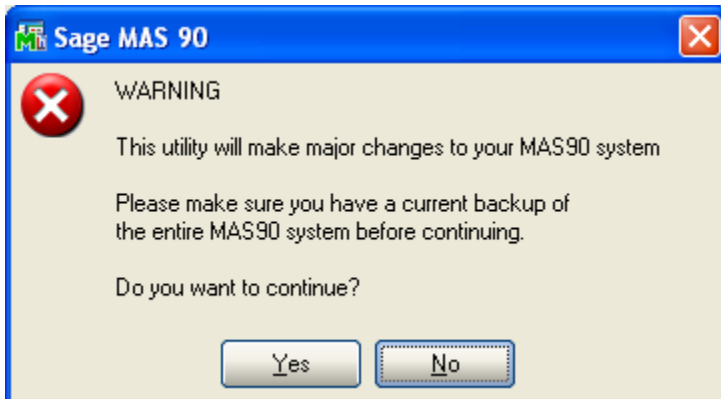 Sage MAS 90
WARNING
This utility will make major changes to your MAS90 system
Please make sure you have a current backup of
the entire MAS90 system before continuing.
Do you want to continue?
Yes
No